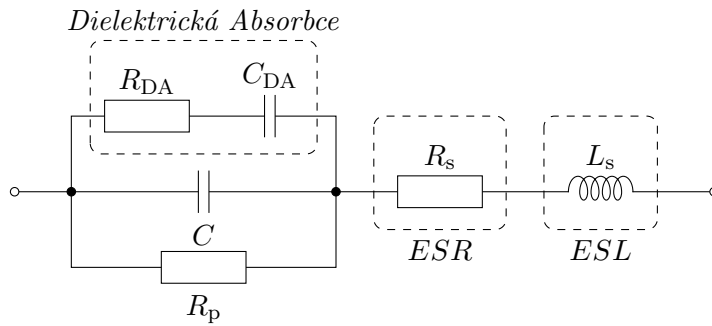 Dielektrická Absorbce
R_DA
C_DA
C
R_p
R_s
ESR
L_s
ESL